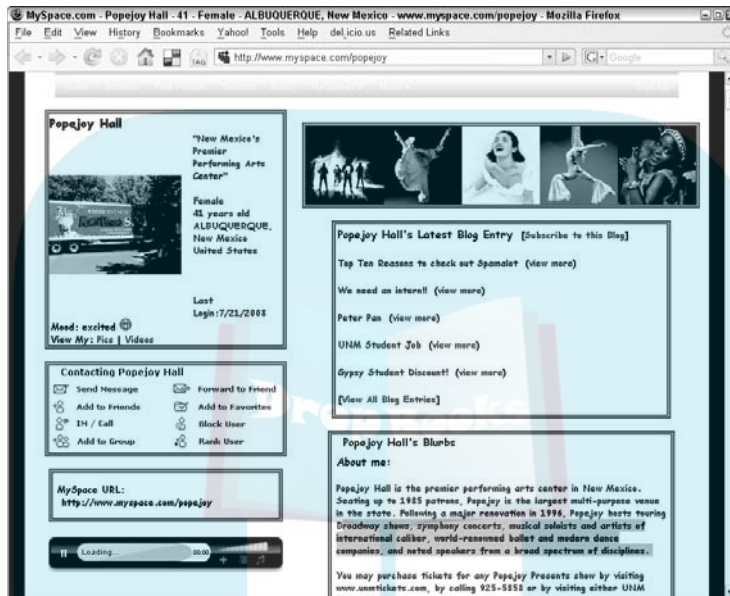 MySpace.com - Popejoy Hall - 41 - Female - ALBUQUERQUE, New Mexico - www.myspace.com/popejoy - Mozilla Firefox
File Edit View History Bookmarks Yahoo! Tools Help del.icio.us Related Links
TAG http://www.myspace.com/popejoy G Google
Popejoy Hall
"New Mexico's
Premier
Performing Arts
Center"
Female
41 years old
ALBUQUERQUE,
New Mexico
United States
Last
Login:7/21/2008
Mood: excited
View My: Pics | Videos
Contacting Popejoy Hall
Send Message Forward to Friend
Add to Friends Add to Favorites
IM / Call Block User
Add to Group Rank User
MySpace URL:
http://www.myspace.com/popejoy
Loading... 00:00
Popejoy Hall's Latest Blog Entry [Subscribe to this Blog]
Top Ten Reasons to check out Spamalot (view more)
We need an intern!! (view more)
Peter Pan (view more)
UNM Student Job (view more)
Gypsy Student Discount! (view more)
[View All Blog Entries]
Drop Books
Popejoy Hall's Blurbs
About me:
Popejoy Hall is the premier performing arts center in New Mexico.
Seating up to 1985 patrons, Popejoy is the largest multi-purpose venue
in the state. Following a major renovation in 1996, Popejoy hosts touring
Broadway shows, symphony concerts, musical soloists and artists of
international caliber, world-renowned ballet and modern dance
companies, and noted speakers from a broad spectrum of disciplines.
You may purchase tickets for any Popejoy Presents show by visiting
www.unmtickets.com, by calling 925-5858 or by visiting either UNM